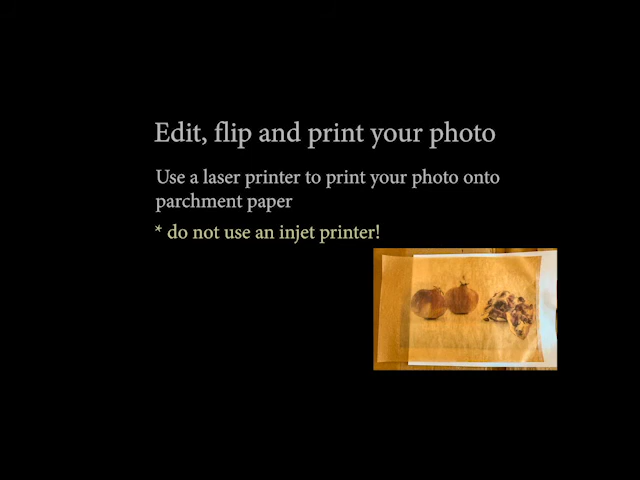 Edit, flip and print your photo
Use a laser printer to print your photo onto
parchment paper
* do not use an injet printer!